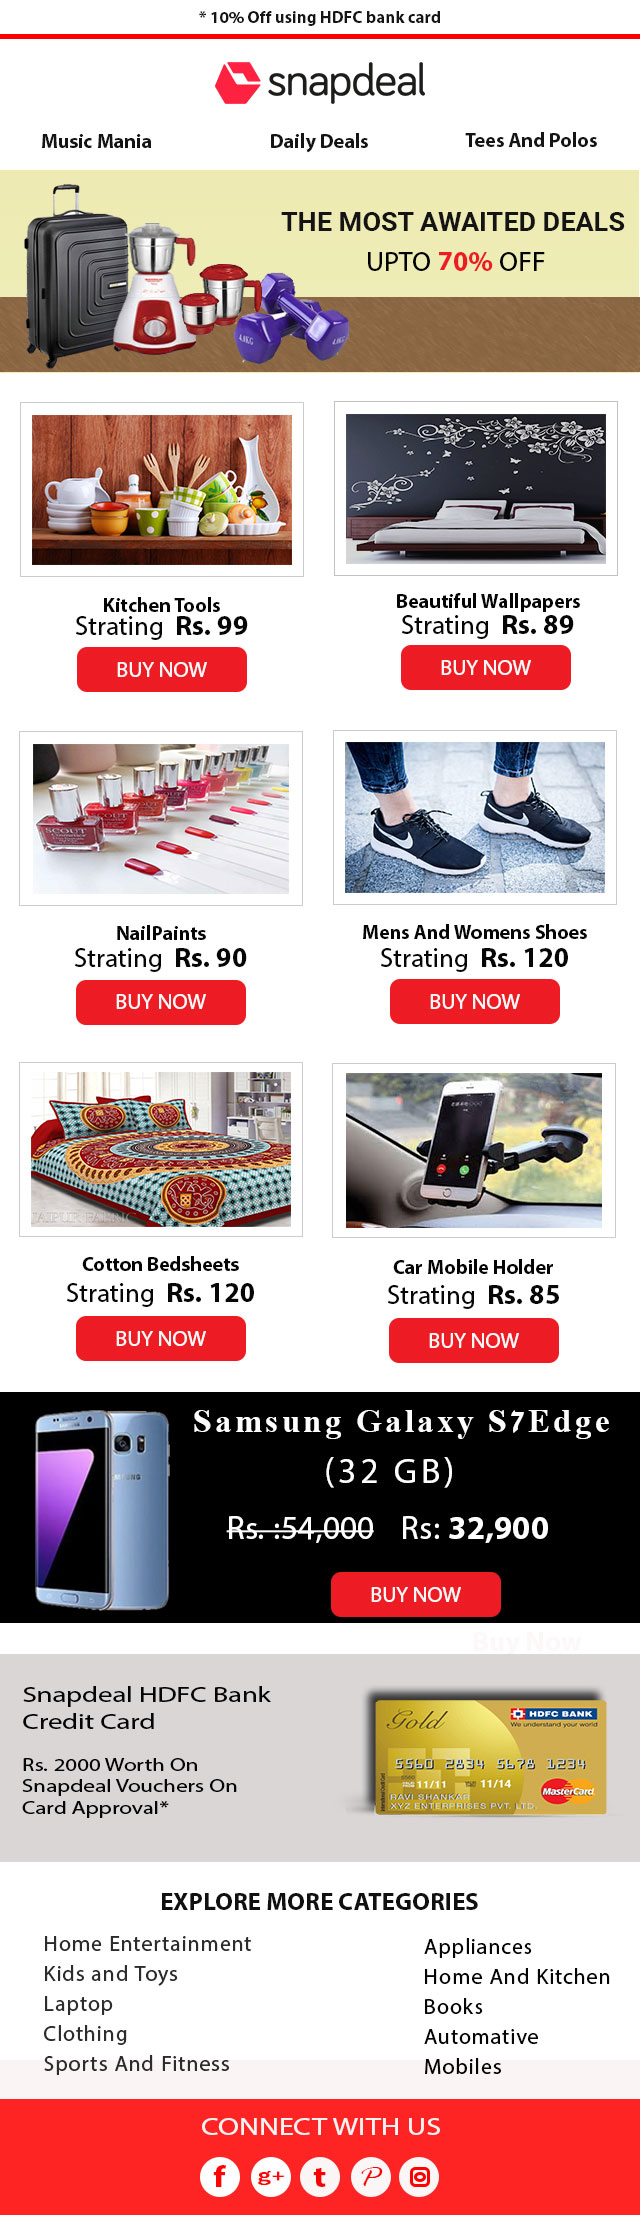 * 10% Off using HDFC bank card
snapdeal
Music Mania
Daily Deals
Tees And Polos
THE MOST AWAITED DEALS
UPTO 70% OFF
4.0KG
4.0KG
Kitchen Tools
Strating Rs. 99
BUY NOW
Beautiful Wallpapers
Strating Rs. 89
BUY NOW
SCOUT
NailPaints
Strating Rs. 90
BUY NOW
Mens And Womens Shoes
Strating Rs. 120
BUY NOW
Cotton Bedsheets
Strating Rs. 120
BUY NOW
Car Mobile Holder
Strating Rs. 85
BUY NOW
SAMSUNG
Samsung Galaxy S7Edge
(32 GB)
Rs. :54,000 Rs: 32,900
BUY NOW
Buy Now
Snapdeal HDFC Bank
Credit Card
Rs. 2000 Worth On
Snapdeal Vouchers On
Card Approval*
Gold
HDFC BANK
We understand your world
5560 2834 5678 1234
11/11 11/14
RAVI SHANKAR
XYZ ENTERPRISES PVT. LTD.
MasterCard
EXPLORE MORE CATEGORIES
Home Entertainment
Kids and Toys
Laptop
Clothing
Sports And Fitness
Appliances
Home And Kitchen
Books
Automative
Mobiles
CONNECT WITH US
f g+ t P